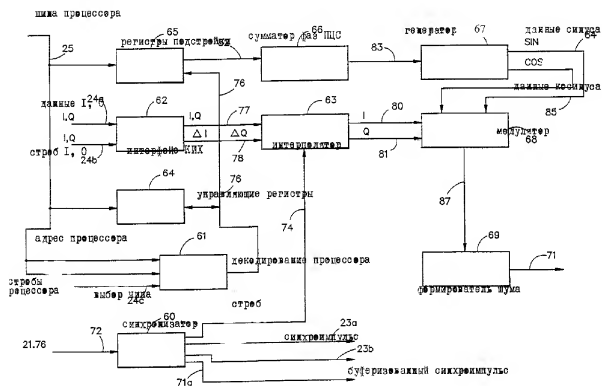 шина процессора
25
65
регистры подстройки
66
сумматор фаз ПЦС
83
генератор
67
данные синуса
SIN
84
COS
данные косинуса
85
76
данные I, Q
24a
I,Q
62
I,Q
77
63
I
80
I,Q
ΔI
ΔQ
Q
модулятор
68
строб I, Q
24b
интерфейс КИХ
78
интерполятор
81
64
76
управляющие регистры
74
87
адрес процессора
61
декодирование процессора
69
71
стробы
процессора
выбор чипа
24c
формирователь шума
строб
синхронизатор
60
23a
21.76
72
синхроимпульс
23b
71a
буферизованный синхроимпульс